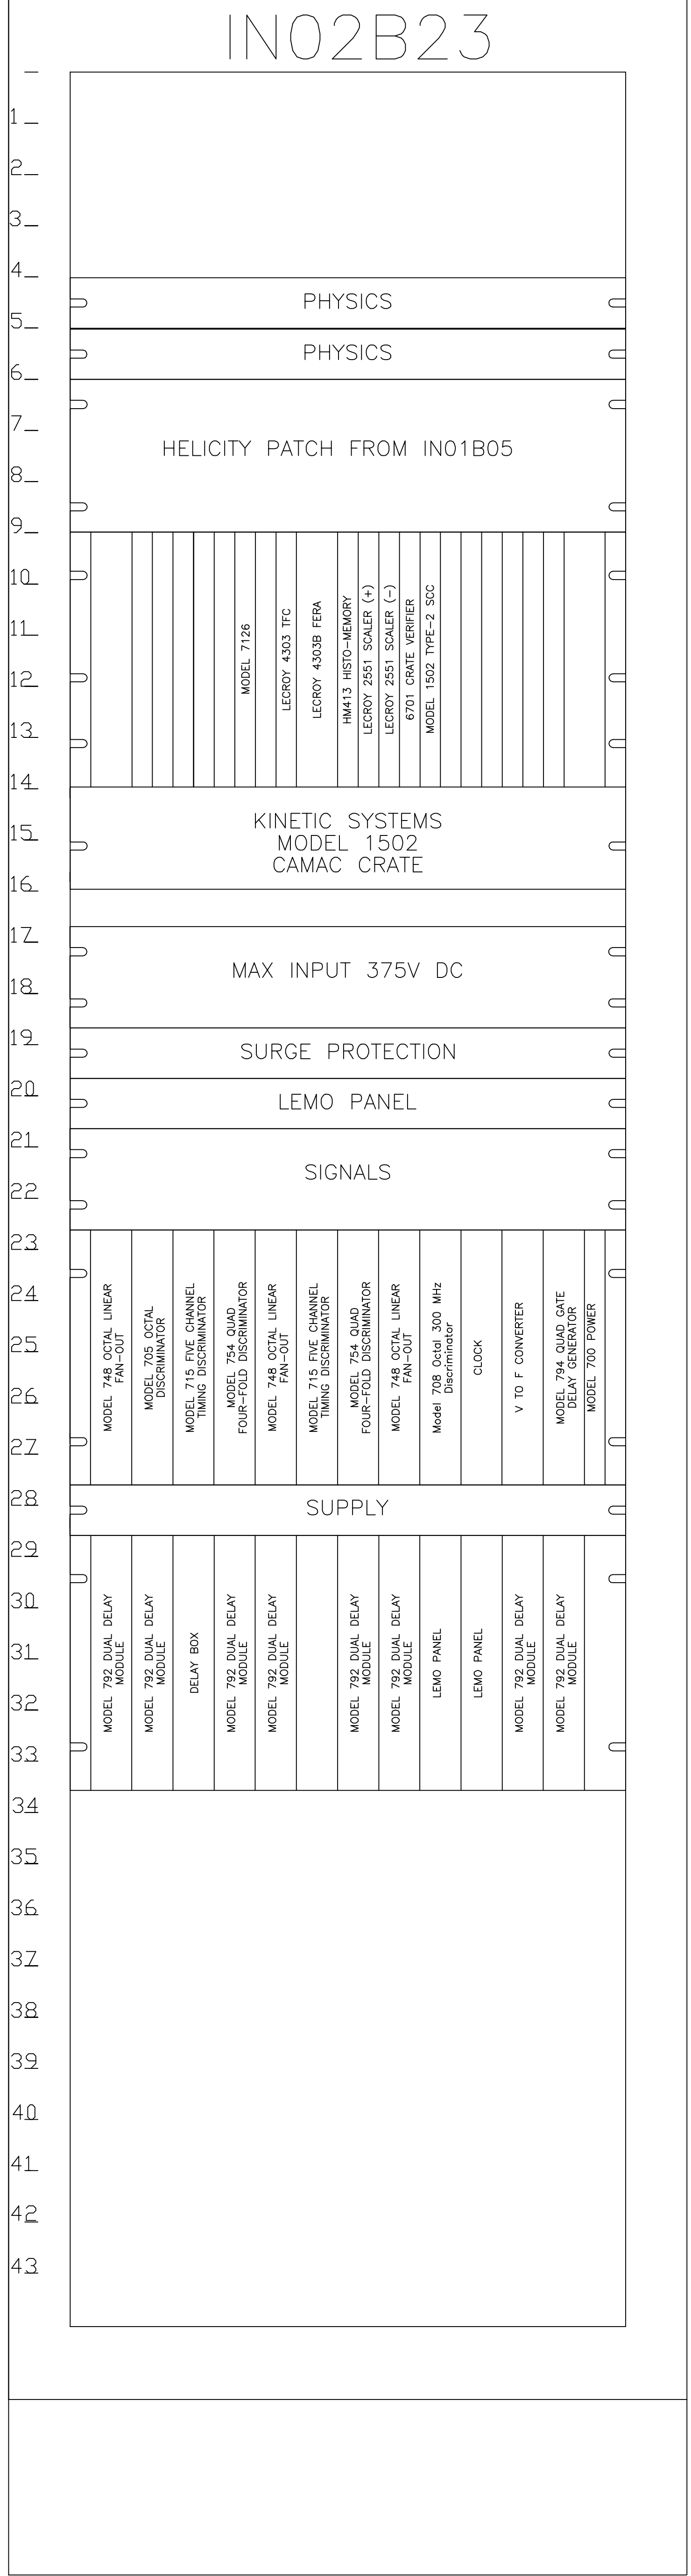 IN02B23
1
2
3
4
PHYSICS
5
PHYSICS
6
7
HELICITY PATCH FROM IN01B05
8
9
10
11
12
13
MODEL 7126
LECROY 4303 TFC
LECROY 4303B FERA
HM413 HISTO-MEMORY
LECROY 2551 SCALER (+)
LECROY 2551 SCALER (-)
6701 CRATE VERIFIER
MODEL 1502 TYPE-2 SCC
14
KINETIC SYSTEMS
15
MODEL 1502
CAMAC CRATE
16
17
MAX INPUT 375V DC
18
19
SURGE PROTECTION
20
LEMO PANEL
21
SIGNALS
22
23
24
25
26
27
MODEL 748 OCTAL LINEAR
FAN-OUT
MODEL 705 OCTAL
DISCRIMINATOR
MODEL 715 FIVE CHANNEL
TIMING DISCRIMINATOR
MODEL 754 QUAD
FOUR-FOLD DISCRIMINATOR
MODEL 748 OCTAL LINEAR
FAN-OUT
MODEL 715 FIVE CHANNEL
TIMING DISCRIMINATOR
MODEL 754 QUAD
FOUR-FOLD DISCRIMINATOR
MODEL 748 OCTAL LINEAR
FAN-OUT
Model 708 Octal 300 MHz
Discriminator
CLOCK
V TO F CONVERTER
MODEL 794 QUAD GATE
DELAY GENERATOR
MODEL 700 POWER
28
SUPPLY
29
30
31
32
33
MODEL 792 DUAL DELAY
MODULE
MODEL 792 DUAL DELAY
MODULE
DELAY BOX
MODEL 792 DUAL DELAY
MODULE
MODEL 792 DUAL DELAY
MODULE
MODEL 792 DUAL DELAY
MODULE
MODEL 792 DUAL DELAY
MODULE
LEMO PANEL
LEMO PANEL
MODEL 792 DUAL DELAY
MODULE
MODEL 792 DUAL DELAY
MODULE
34
35
36
37
38
39
40
41
42
43